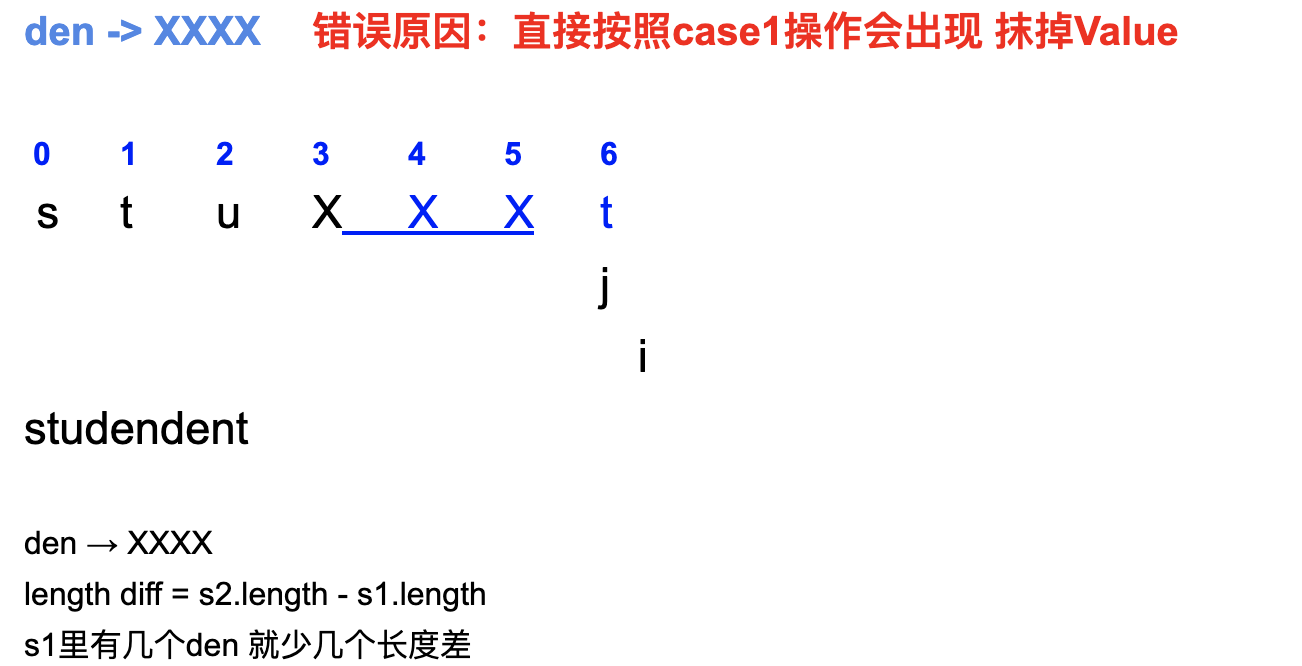 den -> XXXX 错误原因：直接按照case1操作会出现 抹掉Value
0 1 2 3 4 5 6
s t u X X X t
j
i
studendent
den → XXXX
length diff = s2.length - s1.length
s1里有几个den 就少几个长度差